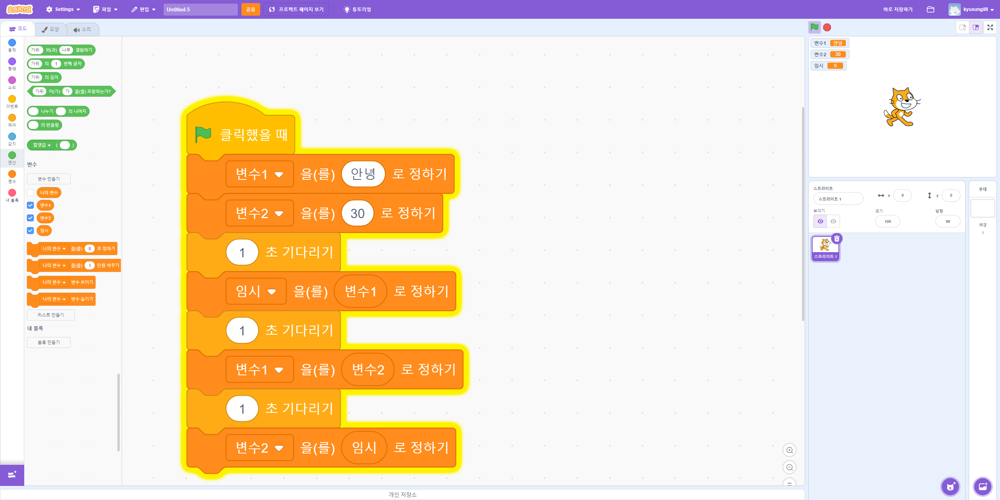 SCRATCH Settings 파일 편집 Untitled-5 공유 프로젝트 페이지 보기 튜토리얼 바로 저장하기 kyusung88
코드 모양 소리
동작
형태
소리
이벤트
제어
감지
연산
변수
내 블록
가위 와(과) 나무 결합하기
가위 의 1 번째 글자
가위 의 길이
가위 이(가) 가 을(를) 포함하는가?
나누기 의 나머지
의 반올림
절댓값 ( )
변수
변수 만들기
나의 변수
변수1
변수2
임시
나의 변수 을(를) 0 로 정하기
나의 변수 을(를) 1 만큼 바꾸기
나의 변수 변수 보이기
나의 변수 변수 숨기기
리스트 만들기
내 블록
블록 만들기
클릭했을 때
변수1 을(를) 안녕 로 정하기
변수2 을(를) 30 로 정하기
1 초 기다리기
임시 을(를) 변수1 로 정하기
1 초 기다리기
변수1 을(를) 변수2 로 정하기
1 초 기다리기
변수2 을(를) 임시 로 정하기
개인 저장소
변수1 안녕
변수2 30
임시 0
스프라이트
스프라이트 1 x 0 y 0
보이기 크기 방향
100 90
스프라이트 1
무대
배경
1